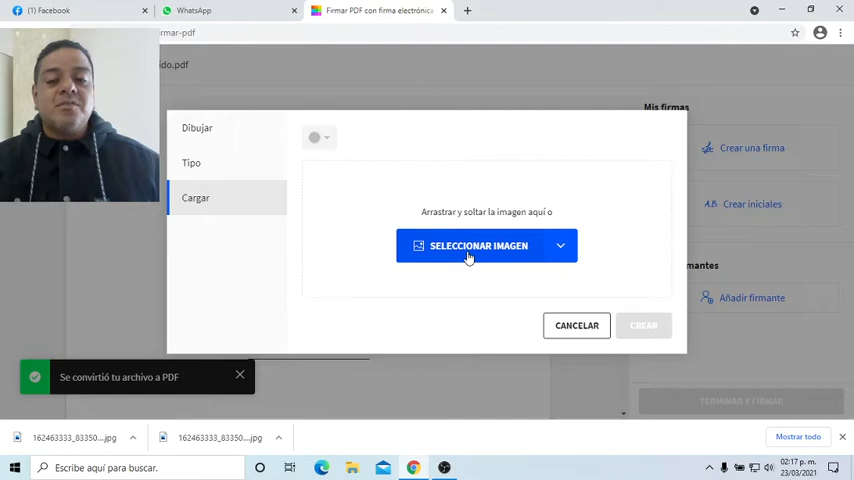 (1) Facebook
WhatsApp
Firmar PDF con firma electrónica
irmar-pdf
ido.pdf
Mis firmas
Dibujar
Tipo
Cargar
Crear una firma
Crear iniciales
mantes
Añadir firmante
Arrastrar y soltar la imagen aquí o
SELECCIONAR IMAGEN
CANCELAR
CREAR
Se convirtió tu archivo a PDF
TERMINAR Y FIRMAR
162463333_83350....jpg
162463333_83350....jpg
Mostrar todo
Escribe aquí para buscar.
02:17 p. m.
23/03/2021